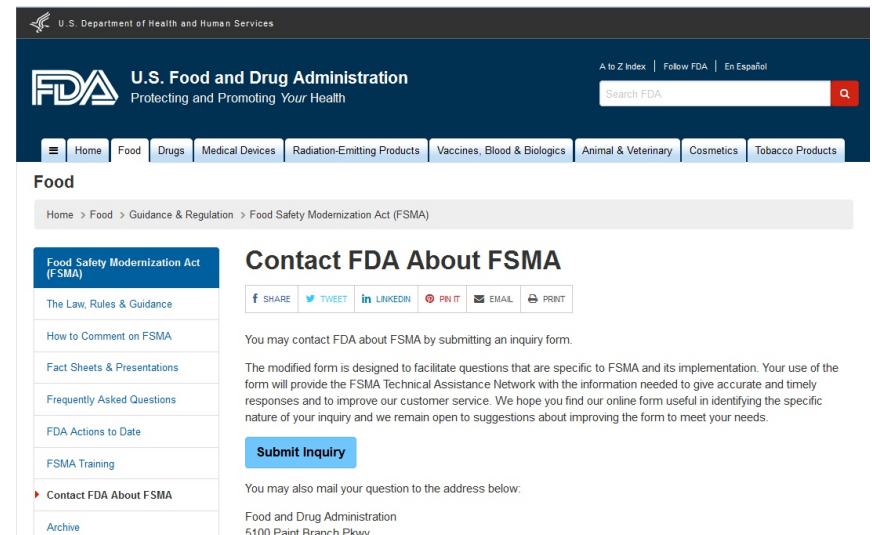 U.S. Department of Health and Human Services
FDA
U.S. Food and Drug Administration
Protecting and Promoting Your Health
A to Z Index | Follow FDA | En Español
Search FDA
Home
Food
Drugs
Medical Devices
Radiation-Emitting Products
Vaccines, Blood & Biologics
Animal & Veterinary
Cosmetics
Tobacco Products
Food
Home > Food > Guidance & Regulation > Food Safety Modernization Act (FSMA)
Food Safety Modernization Act
(FSMA)
The Law, Rules & Guidance
How to Comment on FSMA
Fact Sheets & Presentations
Frequently Asked Questions
FDA Actions to Date
FSMA Training
Contact FDA About FSMA
Archive
Contact FDA About FSMA
f SHARE
TWEET
in LINKEDIN
PIN IT
EMAIL
PRINT
You may contact FDA about FSMA by submitting an inquiry form.
The modified form is designed to facilitate questions that are specific to FSMA and its implementation. Your use of the
form will provide the FSMA Technical Assistance Network with the information needed to give accurate and timely
responses and to improve our customer service. We hope you find our online form useful in identifying the specific
nature of your inquiry and we remain open to suggestions about improving the form to meet your needs.
Submit Inquiry
You may also mail your question to the address below:
Food and Drug Administration
5100 Paint Branch Pkwy